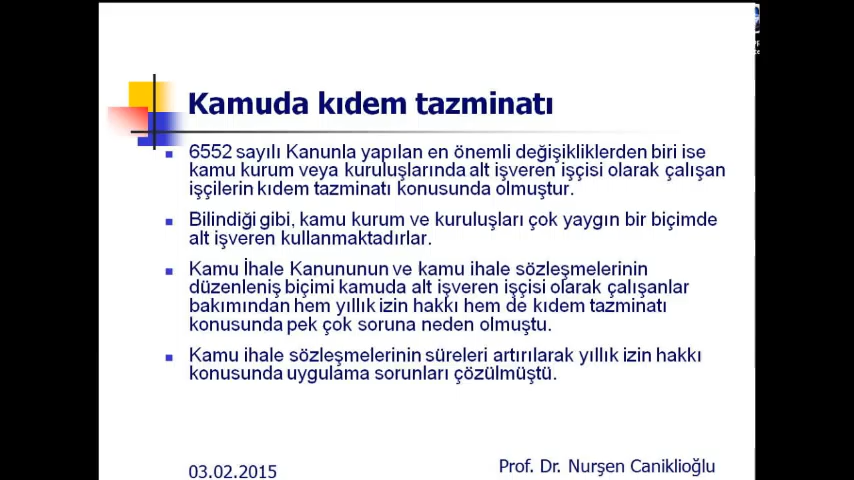 Kamuda kıdem tazminatı
6552 sayılı Kanunla yapılan en önemli değişikliklerden biri ise
kamu kurum veya kuruluşlarında alt işveren işçisi olarak çalışan
işçilerin kıdem tazminatı konusunda olmuştur.
Bilindiği gibi, kamu kurum ve kuruluşları çok yaygın bir biçimde
alt işveren kullanmaktadırlar.
Kamu İhale Kanununun ve kamu ihale sözleşmelerinin
düzenleniş biçimi kamuda alt işveren işçisi olarak çalışanlar
bakımından hem yıllık izin hakkı hem de kıdem tazminatı
konusunda pek çok soruna neden olmuştu.
Kamu ihale sözleşmelerinin süreleri artırılarak yıllık izin hakkı
konusunda uygulama sorunları çözülmüştü.
03.02.2015
Prof. Dr. Nurşen Caniklioğlu